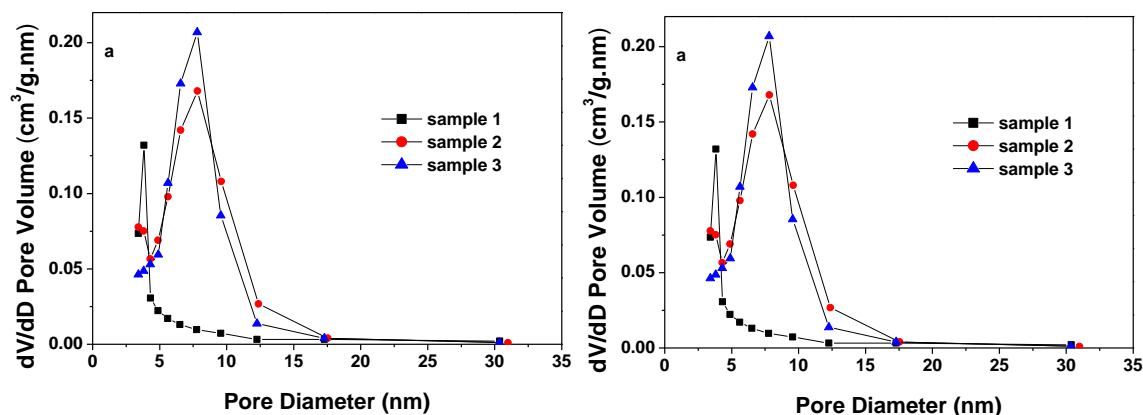 a
0.20
0.15
0.10
0.05
0.00
dV/dD Pore Volume (cm³/g.nm)
sample 1
sample 2
sample 3
0 5 10 15 20 25 30 35
Pore Diameter (nm)
a
0.20
0.15
0.10
0.05
0.00
dV/dD Pore Volume (cm³/g.nm)
sample 1
sample 2
sample 3
0 5 10 15 20 25 30 35
Pore Diameter (nm)